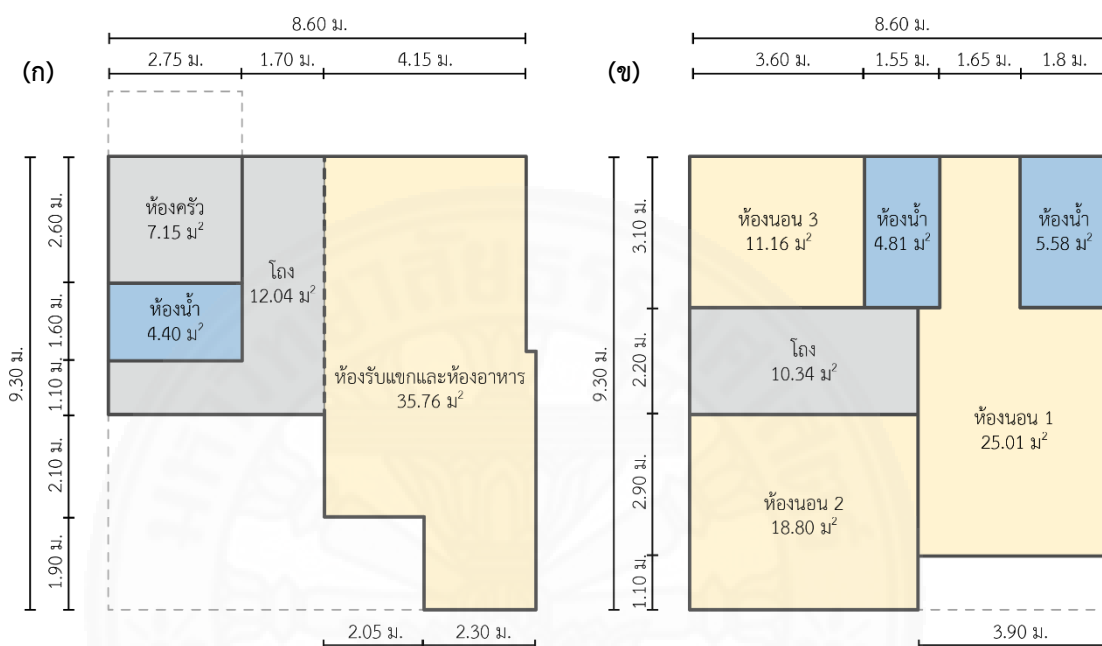 8.60 ม.
2.75 ม.
1.70 ม.
4.15 ม.
(ก)
9.30 ม.
2.60 ม.
1.60 ม.
1.10 ม.
2.10 ม.
1.90 ม.
ห้องครัว
7.15 ม²
โถง
12.04 ม²
ห้องน้ำ
4.40 ม²
ห้องรับแขกและห้องอาหาร
35.76 ม²
2.05 ม.
2.30 ม.
8.60 ม.
3.60 ม.
1.55 ม.
1.65 ม.
1.8 ม.
(ข)
9.30 ม.
3.10 ม.
2.20 ม.
2.90 ม.
1.10 ม.
ห้องนอน 3
11.16 ม²
ห้องน้ำ
4.81 ม²
ห้องน้ำ
5.58 ม²
โถง
10.34 ม²
ห้องนอน 1
25.01 ม²
ห้องนอน 2
18.80 ม²
3.90 ม.